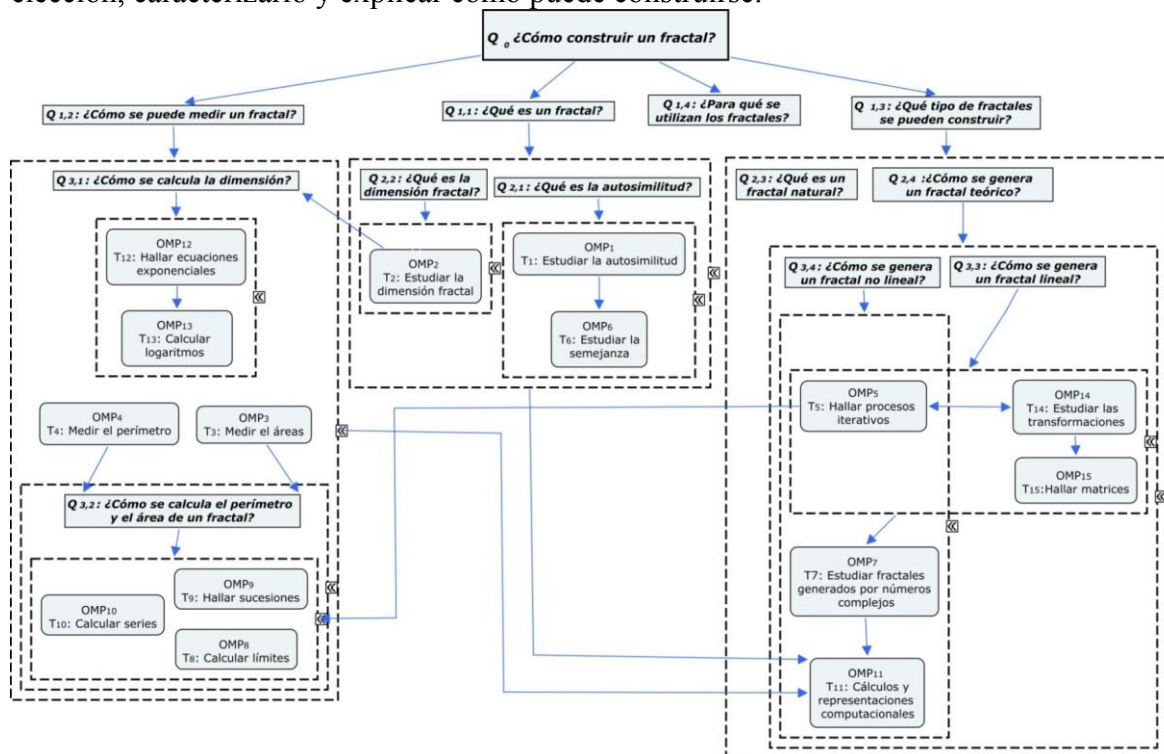 elección, caracterizarlo y explicar cómo puede construirse.
Q 0 ¿Cómo construir un fractal?
Q 1,2: ¿Cómo se puede medir un fractal?
Q 1,1: ¿Qué es un fractal?
Q 1,4: ¿Para qué se
utilizan los fractales?
Q 1,3: ¿Qué tipo de fractales
se pueden construir?
Q 3,1: ¿Cómo se calcula la dimensión?
Q 2,2: ¿Qué es la
dimensión fractal?
Q 2,1: ¿Qué es la autosimilitud?
Q 2,3: ¿Qué es un
fractal natural?
Q 2,4 :¿Cómo se genera
un fractal teórico?
OMP12
T12: Hallar ecuaciones
exponenciales
OMP13
T13: Calcular
logaritmos
OMP2
T2: Estudiar la
dimensión fractal
OMP1
T1: Estudiar la autosimilitud
OMP6
T6: Estudiar la
semejanza
Q 3,4: ¿Cómo se genera
un fractal no lineal?
Q 3,3: ¿Cómo se genera
un fractal lineal?
OMP4
T4: Medir el perímetro
OMP3
T3: Medir el áreas
OMP5
T5: Hallar procesos
iterativos
OMP14
T14: Estudiar las
transformaciones
OMP15
T15:Hallar matrices
Q 3,2: ¿Cómo se calcula el perímetro
y el área de un fractal?
OMP10
T10: Calcular series
OMP9
T9: Hallar sucesiones
OMP8
T8: Calcular límites
OMP7
T7: Estudiar fractales
generados por números
complejos
OMP11
T11: Cálculos y
representaciones
computacionales